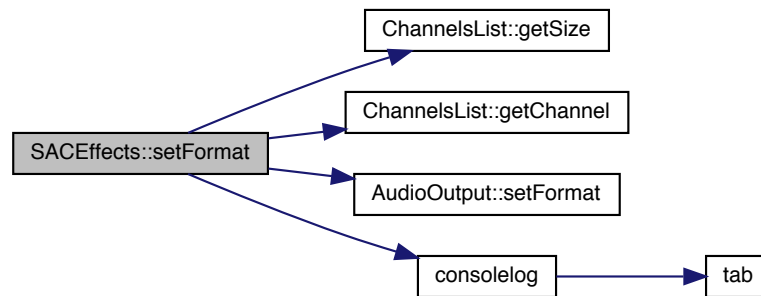 ChannelsList::getSize
ChannelsList::getChannel
SACEffects::setFormat
AudioOutput::setFormat
consolelog
tab